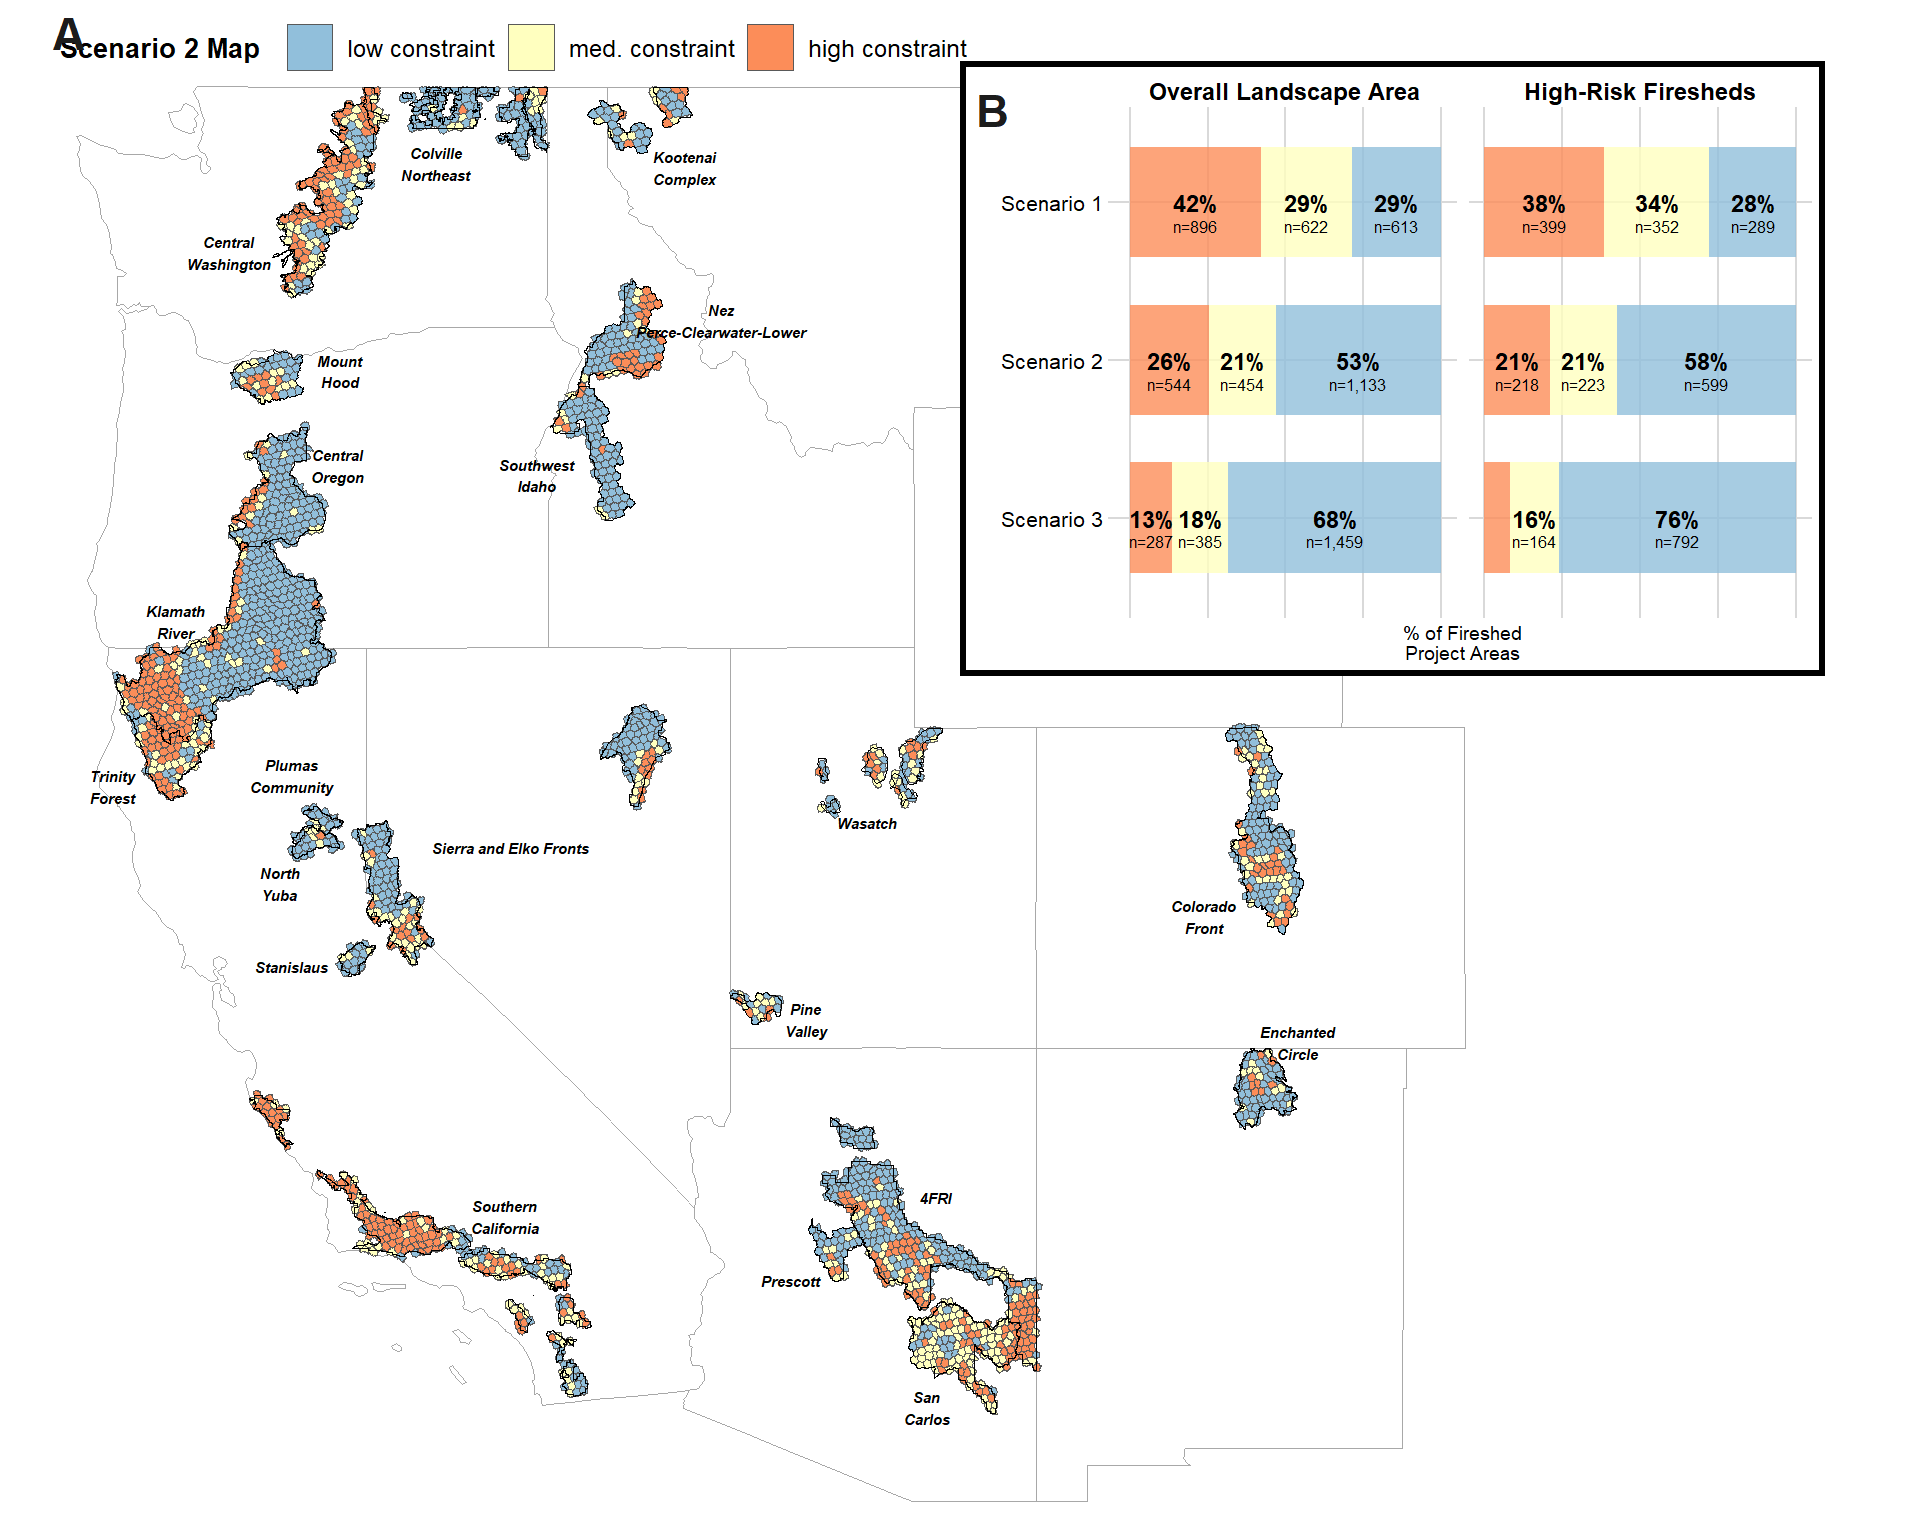 A
Scenario 2 Map
low constraint
med. constraint
high constraint
Colville
Northeast
Kootenai
Complex
Central
Washington
Nez
Perce-Clearwater-Lower
Mount
Hood
Central
Oregon
Southwest
Idaho
Klamath
River
Trinity
Forest
Plumas
Community
North
Yuba
Sierra and Elko Fronts
Stanislaus
Wasatch
Colorado
Front
Pine
Valley
Enchanted
Circle
Southern
California
4FRI
Prescott
San
Carlos
B
Overall Landscape Area
High-Risk Firesheds
Scenario 1
42%
n=896
29%
n=622
29%
n=613
38%
n=399
34%
n=352
28%
n=289
Scenario 2
26%
n=544
21%
n=454
53%
n=1,133
21%
n=218
21%
n=223
58%
n=599
Scenario 3
13%
n=287
18%
n=385
68%
n=1,459
16%
n=164
76%
n=792
% of Fireshed
Project Areas